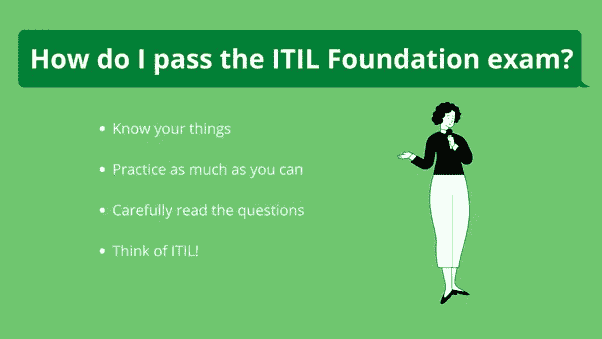 How do I pass the ITIL Foundation exam?
• Know your things
• Practice as much as you can
• Carefully read the questions
• Think of ITIL!